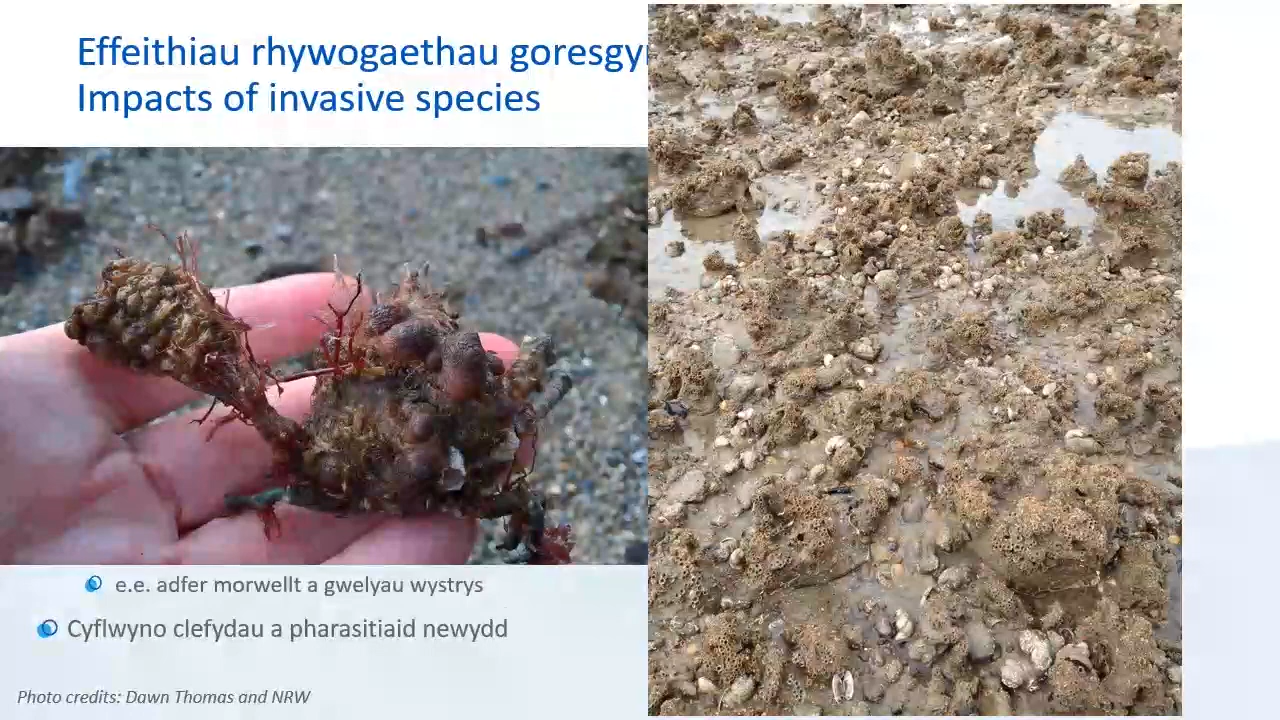 Effeithiau rhywogaethau
Impacts of invasive species
e.e. adfer morwellt a gwelyau wystrys
Cyflwyno clefydau a pharasitiaid newydd
Photo credits: Dawn Thomas and NRW